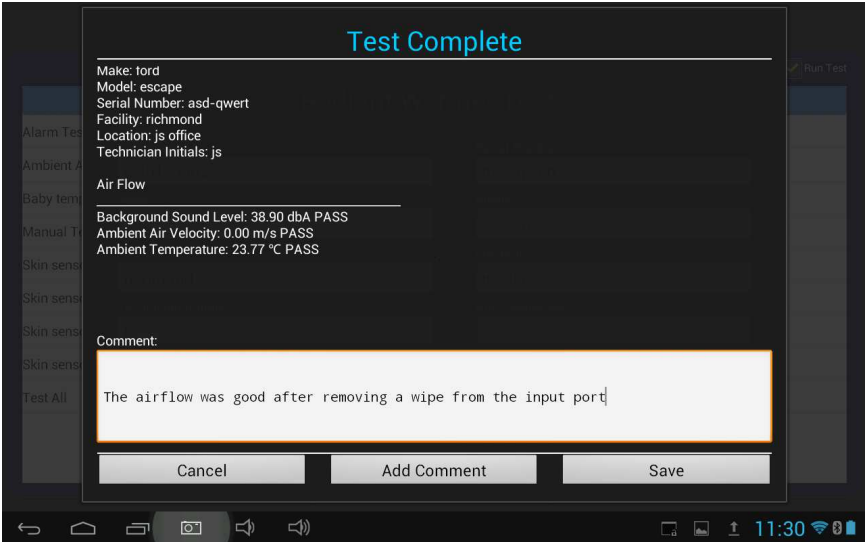 Test Complete
Make: ford
Model: escape
Serial Number: asd-qwert
Facility: richmond
Location: js office
Technician Initials: js
Air Flow
Background Sound Level: 38.90 dbA PASS
Ambient Air Velocity: 0.00 m/s PASS
Ambient Temperature: 23.77 °C PASS
Run Test
Alarm Tes
Ambient A
Baby temp
Manual Te
Skin sens
Skin sens
Skin sens
Skin sens
Test All
Comment:
The airflow was good after removing a wipe from the input port
Cancel
Add Comment
Save
11:30